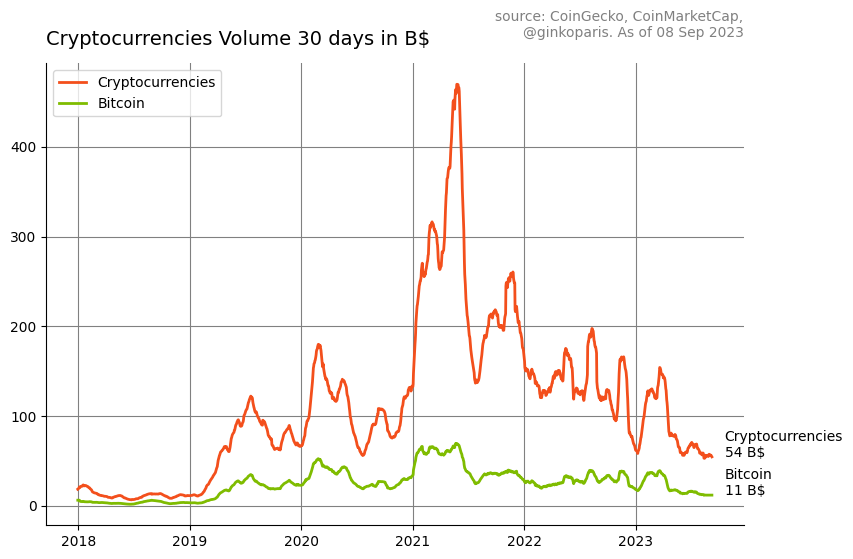 source: CoinGecko, CoinMarketCap,
@ginkoparis. As of 08 Sep 2023
Cryptocurrencies Volume 30 days in B$
Cryptocurrencies
Bitcoin
400
300
200
100
0
Cryptocurrencies
54 B$
Bitcoin
11 B$
2018 2019 2020 2021 2022 2023